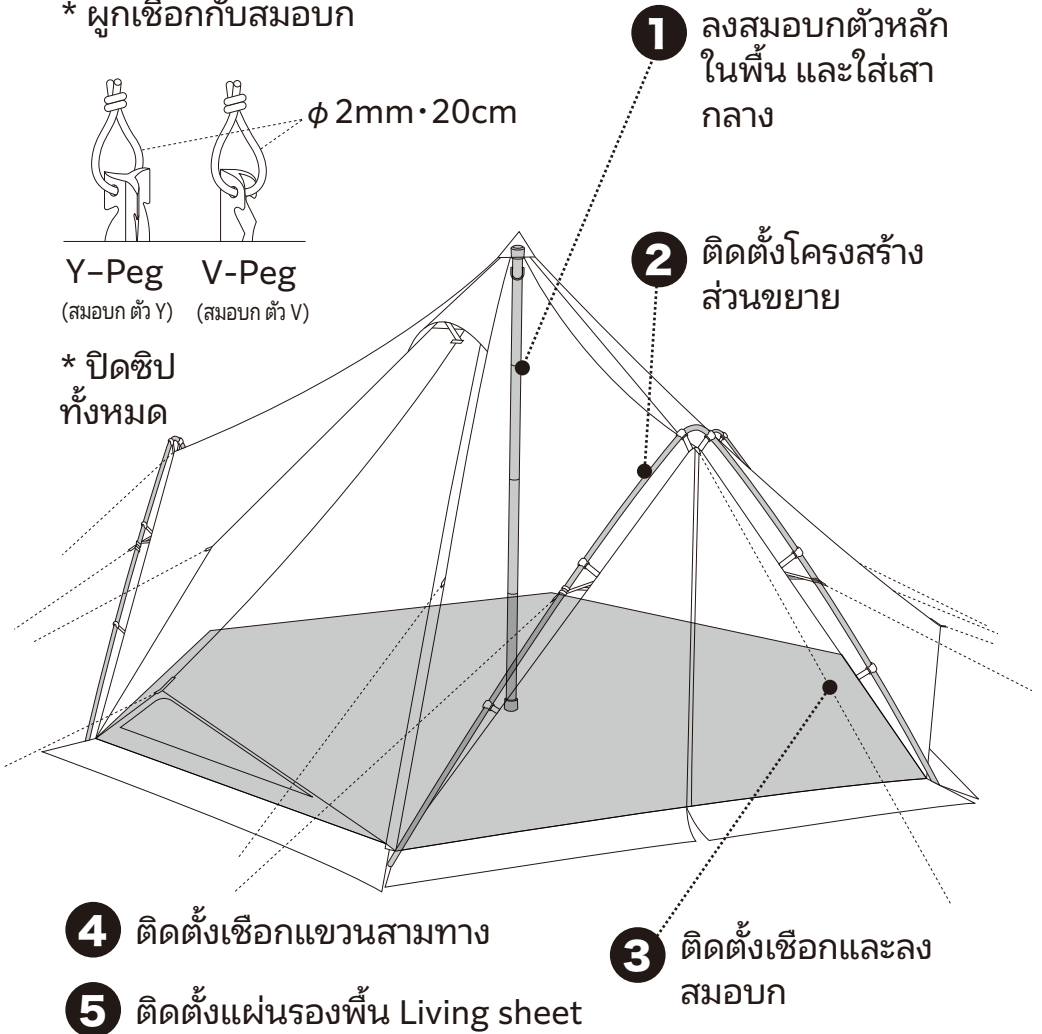 * ผูกเชือกกับสมอบก
φ 2mm･20cm
Y–Peg
(สมอบก ตัว Y)
V-Peg
(สมอบก ตัว V)
* ปิดซิป
ทั้งหมด
1 ลงสมอบกตัวหลัก
ในพื้น และใส่เสา
กลาง
2 ติดตั้งโครงสร้าง
ส่วนขยาย
3 ติดตั้งเชือกและลง
สมอบก
4 ติดตั้งเชือกแขวนสามทาง
5 ติดตั้งแผ่นรองพื้น Living sheet